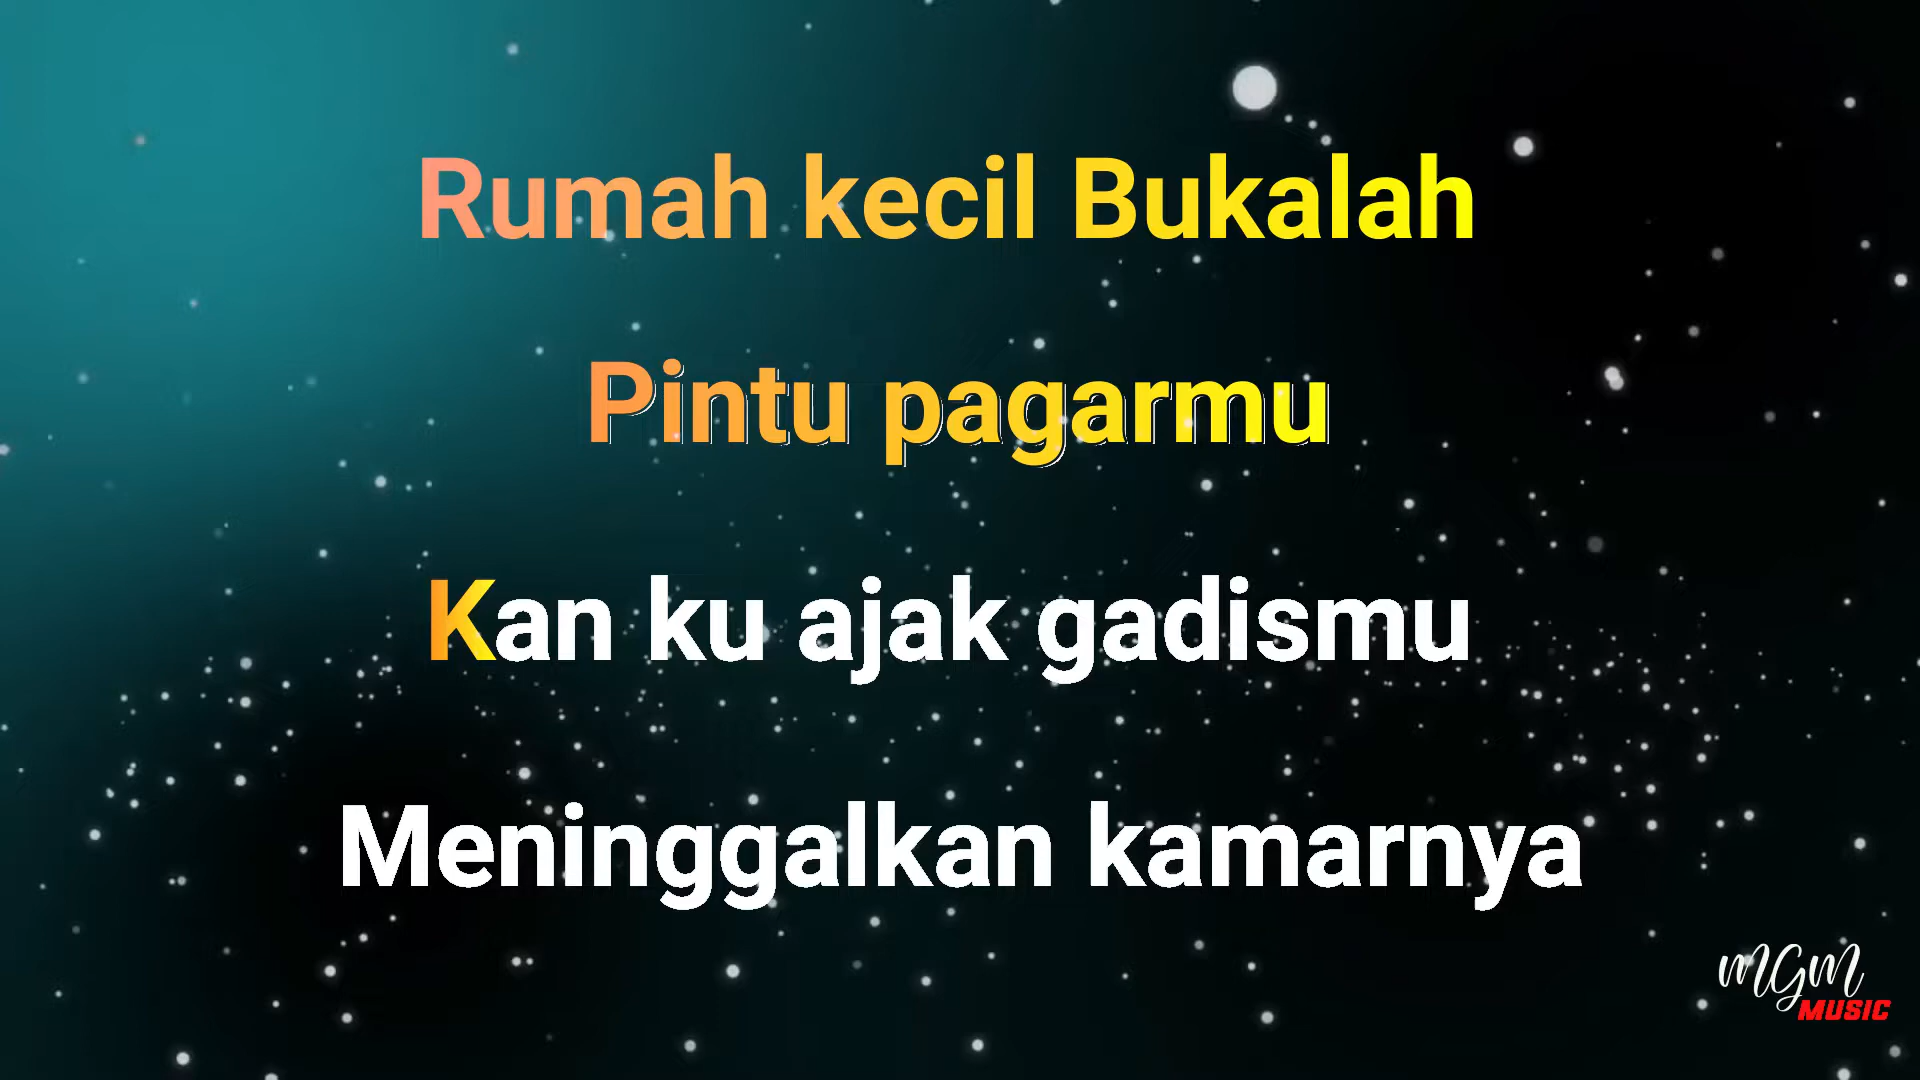 Rumah kecil Bukalah
Pintu pagarmu
Kan ku ajak gadismu
Meninggalkan kamarnya
MGM
MUSIC